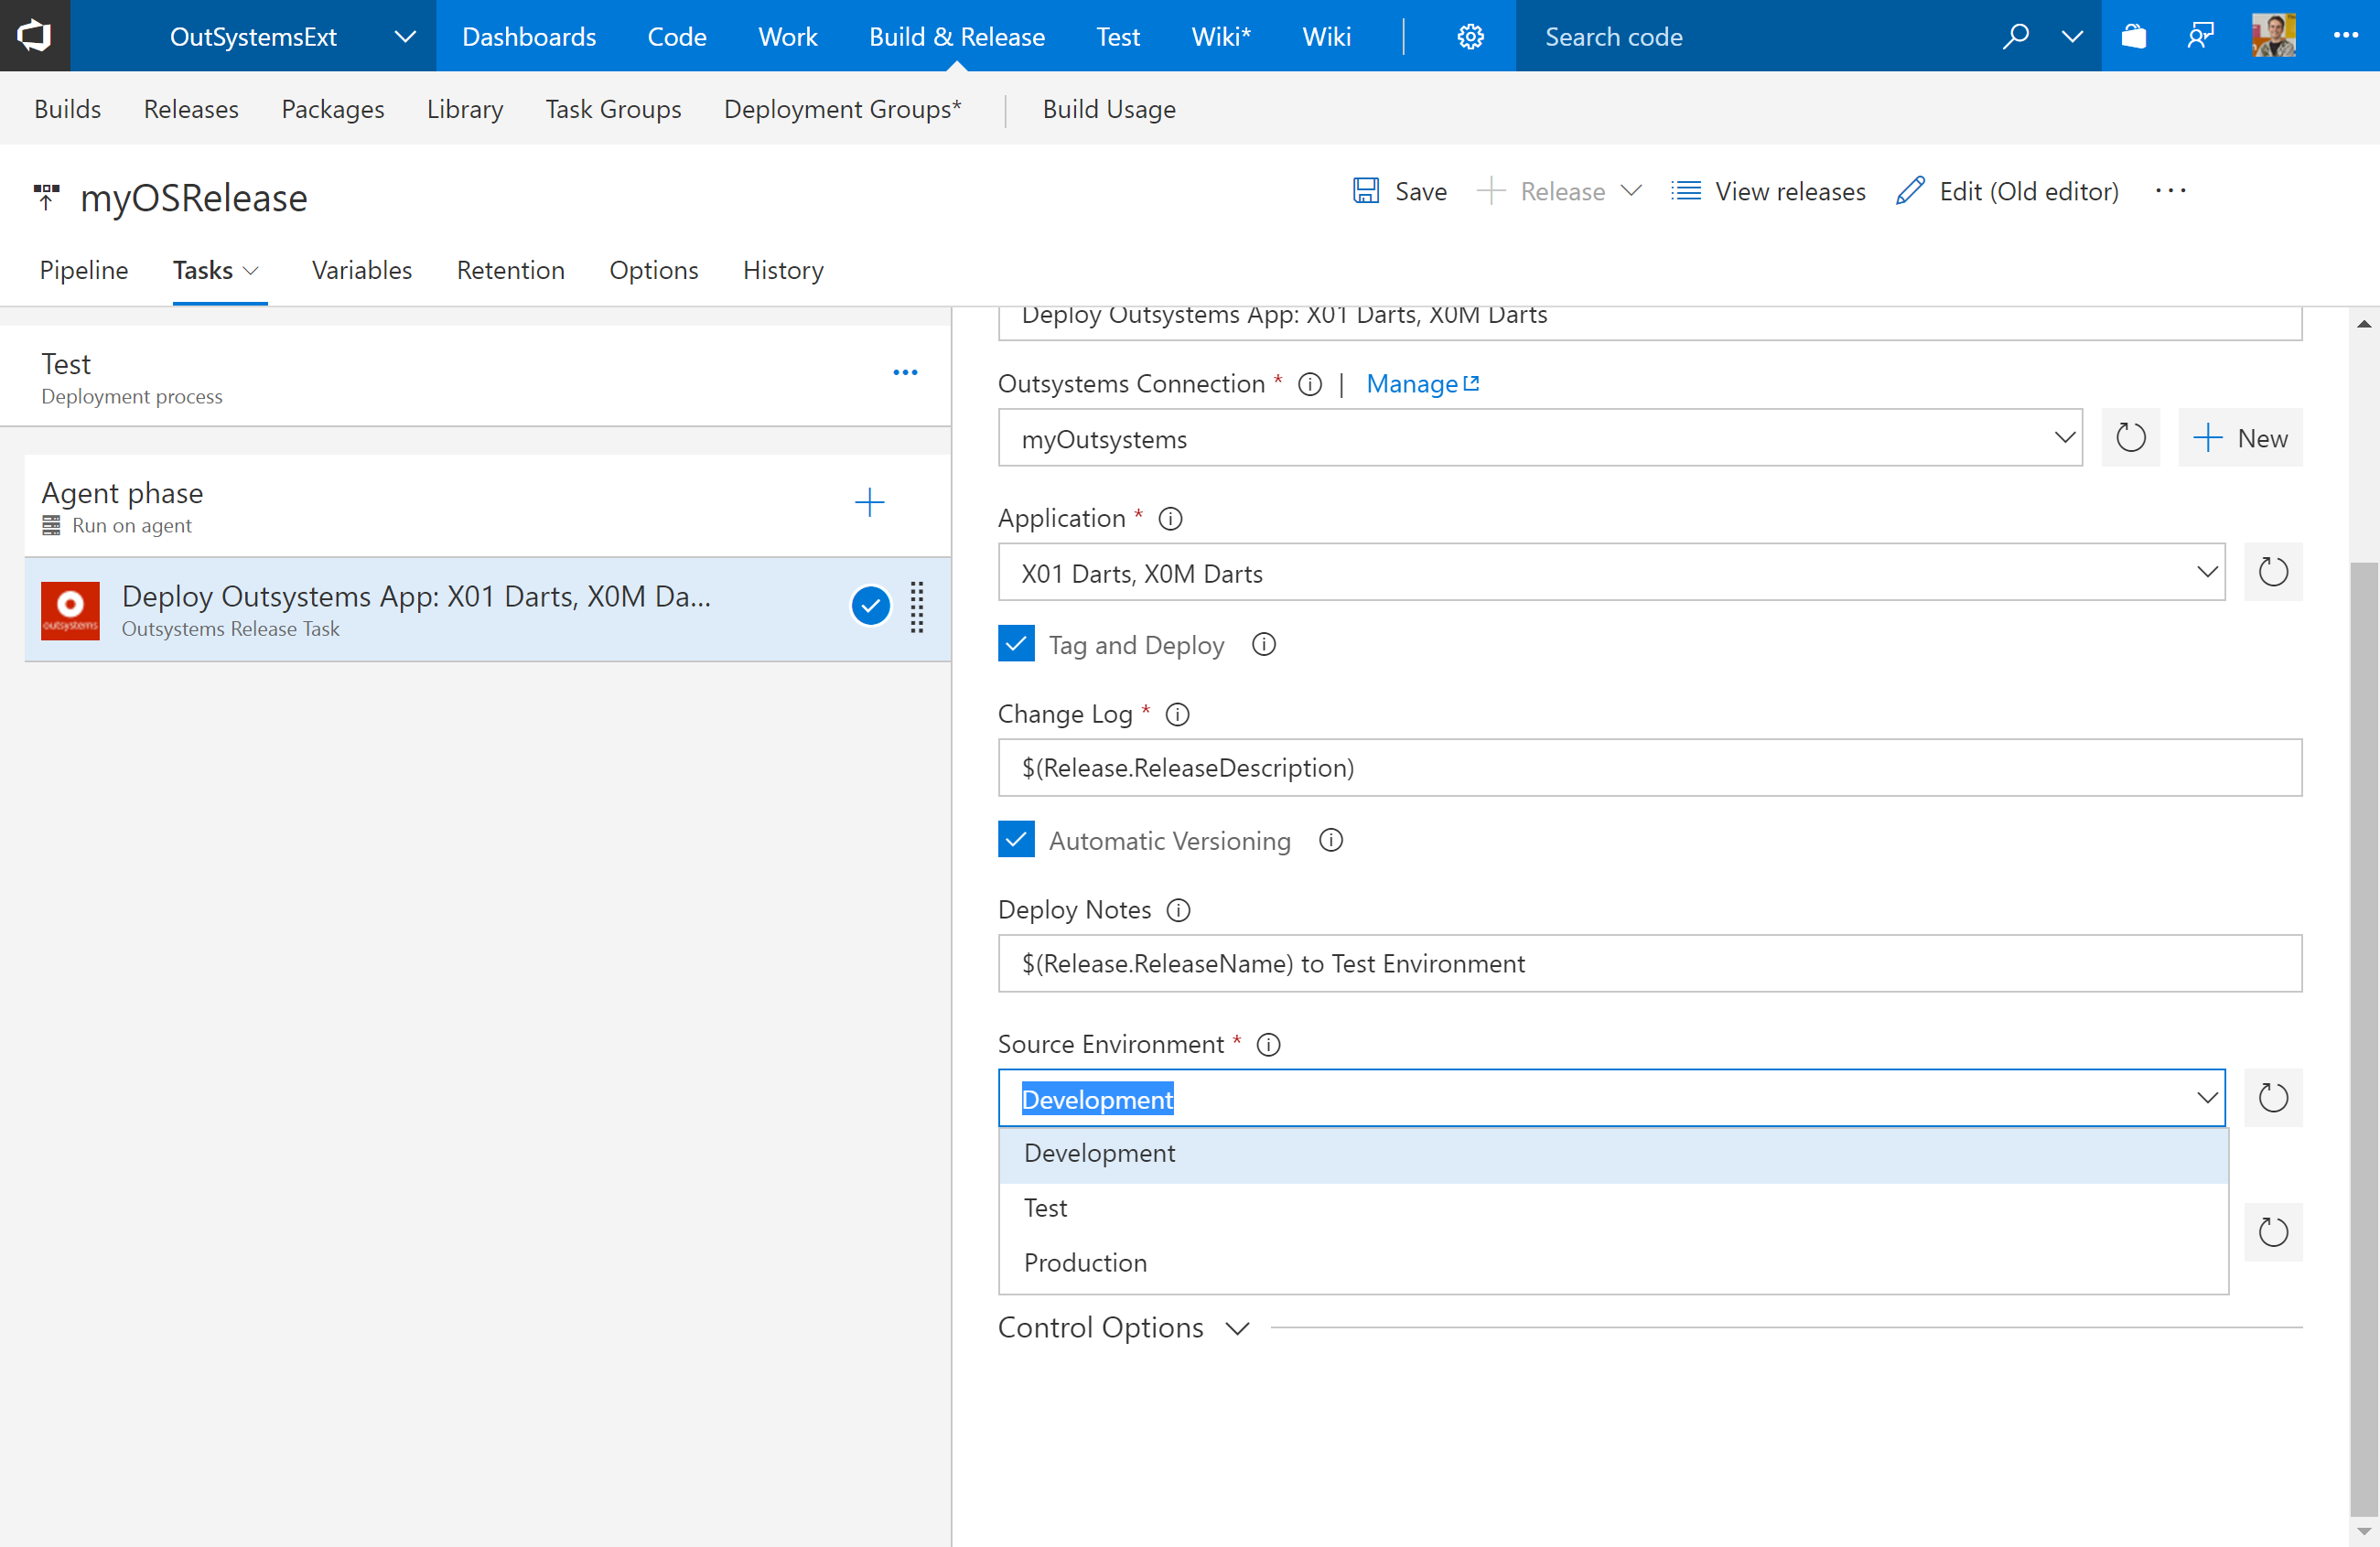 OutSystemsExt Dashboards Code Work Build & Release Test Wiki* Wiki Search code
Builds Releases Packages Library Task Groups Deployment Groups* Build Usage
myOSRelease
Save Release View releases Edit (Old editor)
Pipeline Tasks Variables Retention Options History
Test
Deployment process
Agent phase
Run on agent
outsystems
Deploy Outsystems App: X01 Darts, X0M Da...
Outsystems Release Task
Deploy Outsystems App: X01 Darts, X0M Darts
Outsystems Connection * | Manage
myOutsystems
New
Application *
X01 Darts, X0M Darts
Tag and Deploy
Change Log *
$(Release.ReleaseDescription)
Automatic Versioning
Deploy Notes
$(Release.ReleaseName) to Test Environment
Source Environment *
Development
Development
Test
Production
Control Options